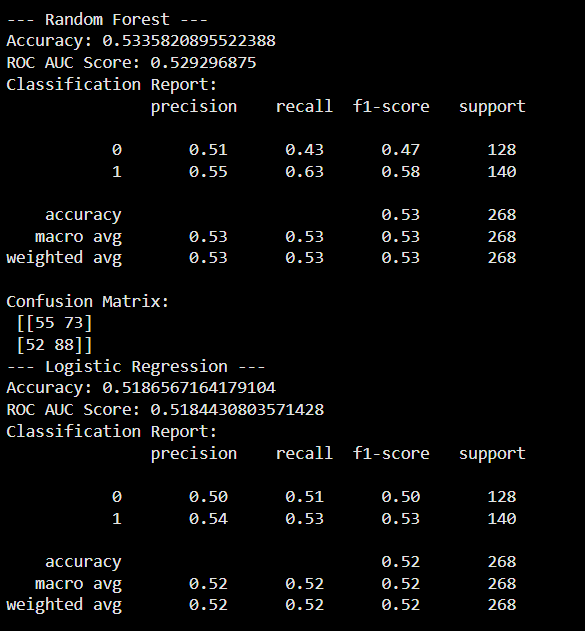 --- Random Forest ---
Accuracy: 0.5335820895522388
ROC AUC Score: 0.529296875
Classification Report:
              precision    recall  f1-score   support

           0       0.51      0.43      0.47       128
           1       0.55      0.63      0.58       140

    accuracy                           0.53       268
   macro avg       0.53      0.53      0.53       268
weighted avg       0.53      0.53      0.53       268

Confusion Matrix:
 [[55 73]
 [52 88]]
--- Logistic Regression ---
Accuracy: 0.5186567164179104
ROC AUC Score: 0.5184430803571428
Classification Report:
              precision    recall  f1-score   support

           0       0.50      0.51      0.50       128
           1       0.54      0.53      0.53       140

    accuracy                           0.52       268
   macro avg       0.52      0.52      0.52       268
weighted avg       0.52      0.52      0.52       268